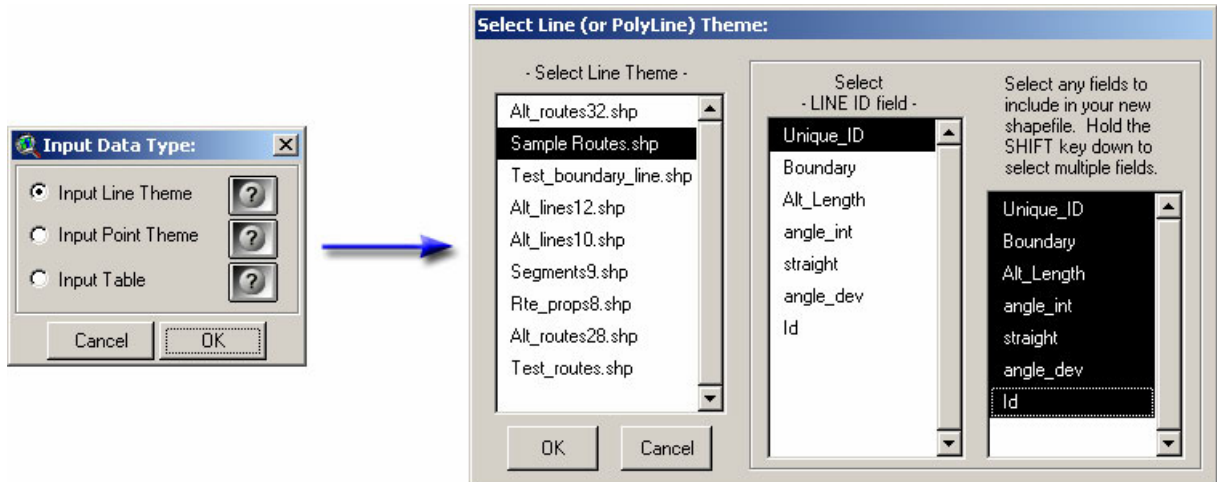 Input Data Type:
Input Line Theme
?
Input Point Theme
?
Input Table
?
Cancel
OK
Select Line (or PolyLine) Theme:
- Select Line Theme -
Alt_routes32.shp
Sample Routes.shp
Test_boundary_line.shp
Alt_lines12.shp
Alt_lines10.shp
Segments9.shp
Rte_props8.shp
Alt_routes28.shp
Test_routes.shp
OK
Cancel
Select
- LINE ID field -
Unique_ID
Boundary
Alt_Length
angle_int
straight
angle_dev
Id
Select any fields to
include in your new
shapefile. Hold the
SHIFT key down to
select multiple fields.
Unique_ID
Boundary
Alt_Length
angle_int
straight
angle_dev
Id